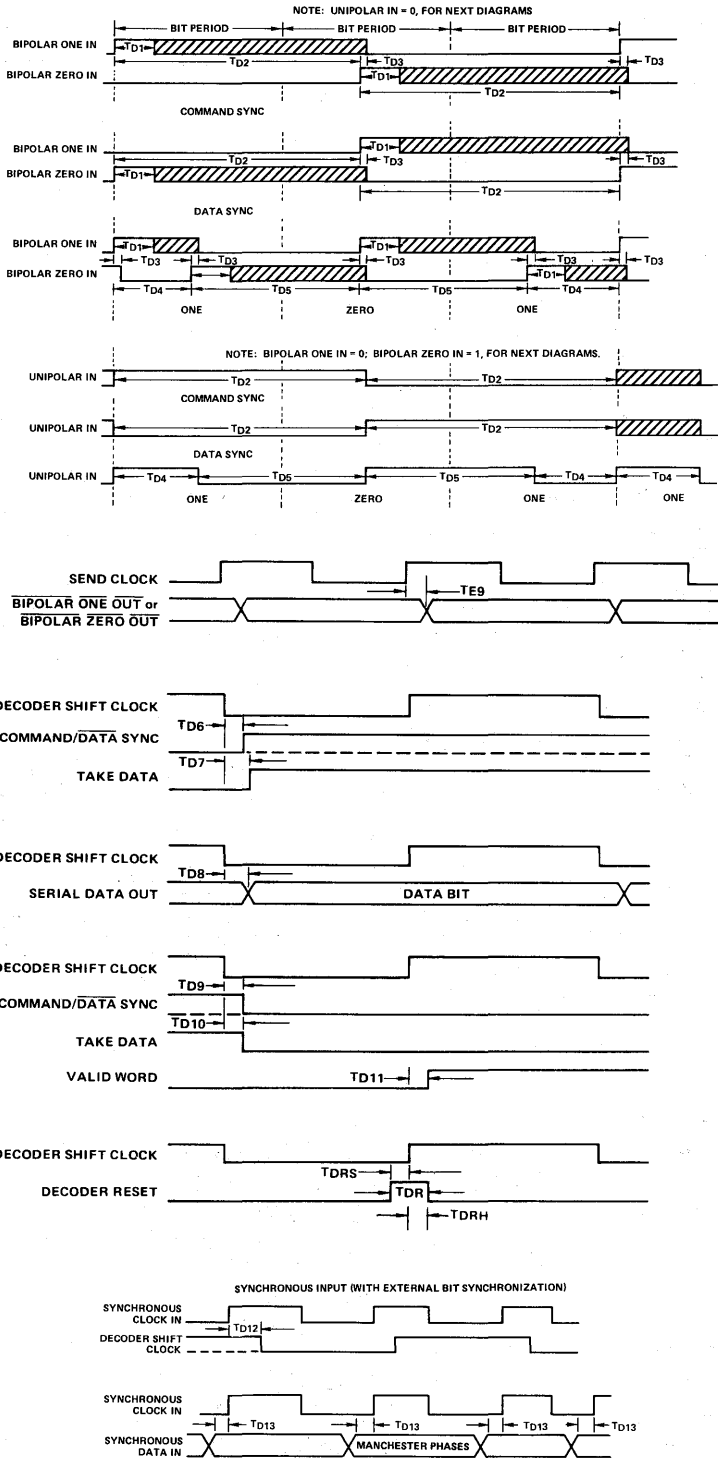 NOTE: UNIPOLAR IN = 0, FOR NEXT DIAGRAMS
BIT PERIOD BIT PERIOD BIT PERIOD
BIPOLAR ONE IN TD1
TD2 TD3 TD3
BIPOLAR ZERO IN TD1
TD2
COMMAND SYNC
BIPOLAR ONE IN TD1
TD2 TD3 TD3
BIPOLAR ZERO IN TD1
TD2
DATA SYNC
BIPOLAR ONE IN TD1 TD1
TD3 TD3 TD3 TD3 TD3
BIPOLAR ZERO IN TD1
TD4 TD5 TD5 TD4
ONE ZERO ONE
NOTE: BIPOLAR ONE IN = 0; BIPOLAR ZERO IN = 1, FOR NEXT DIAGRAMS.
UNIPOLAR IN TD2 TD2
COMMAND SYNC
UNIPOLAR IN TD2 TD2
DATA SYNC
UNIPOLAR IN TD4 TD5 TD5 TD4 TD4
ONE ZERO ONE ONE
SEND CLOCK
TE9
BIPOLAR ONE OUT or
BIPOLAR ZERO OUT
DECODER SHIFT CLOCK
TD6
COMMAND/DATA SYNC
TD7
TAKE DATA
DECODER SHIFT CLOCK
TD8
SERIAL DATA OUT DATA BIT
DECODER SHIFT CLOCK
TD9
COMMAND/DATA SYNC
TD10
TAKE DATA
VALID WORD TD11
DECODER SHIFT CLOCK
TDRS
DECODER RESET TDR
TDRH
SYNCHRONOUS INPUT (WITH EXTERNAL BIT SYNCHRONIZATION)
SYNCHRONOUS
CLOCK IN
TD12
DECODER SHIFT
CLOCK
SYNCHRONOUS
CLOCK IN
TD13 TD13 TD13 TD13
SYNCHRONOUS
DATA IN
MANCHESTER PHASES